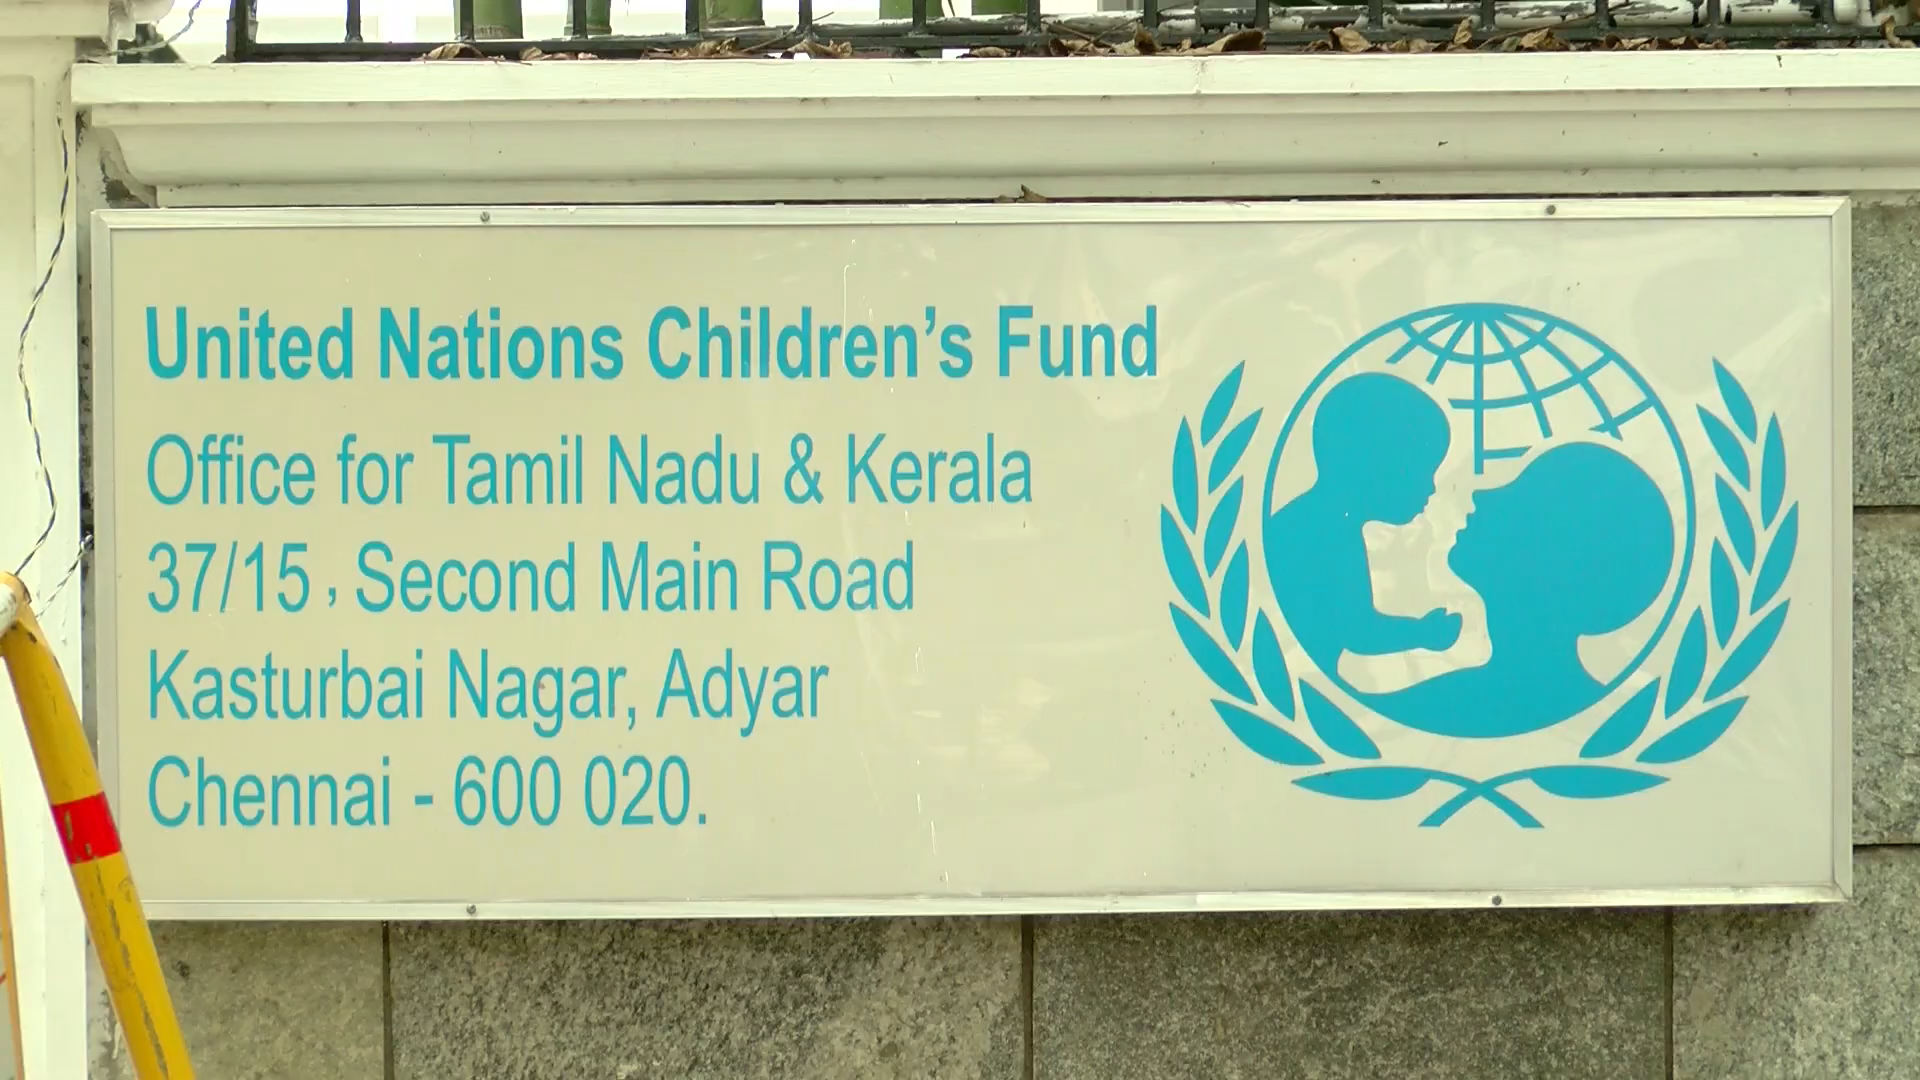 United Nations Children’s Fund
Office for Tamil Nadu & Kerala
37/15 , Second Main Road
Kasturbai Nagar, Adyar
Chennai - 600 020.